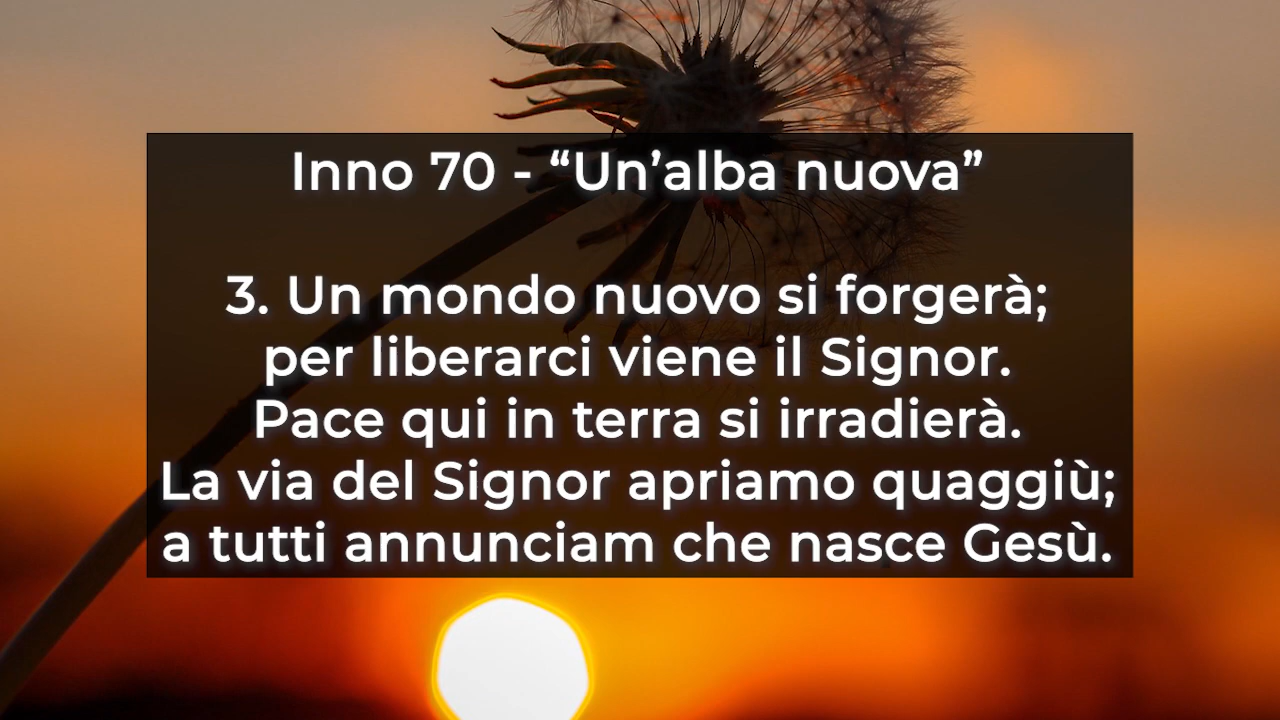 Inno 70 - “Un’alba nuova”
3. Un mondo nuovo si forgerà;
per liberarci viene il Signor.
Pace qui in terra si irradierà.
La via del Signor apriamo quaggiù;
a tutti annunciam che nasce Gesù.